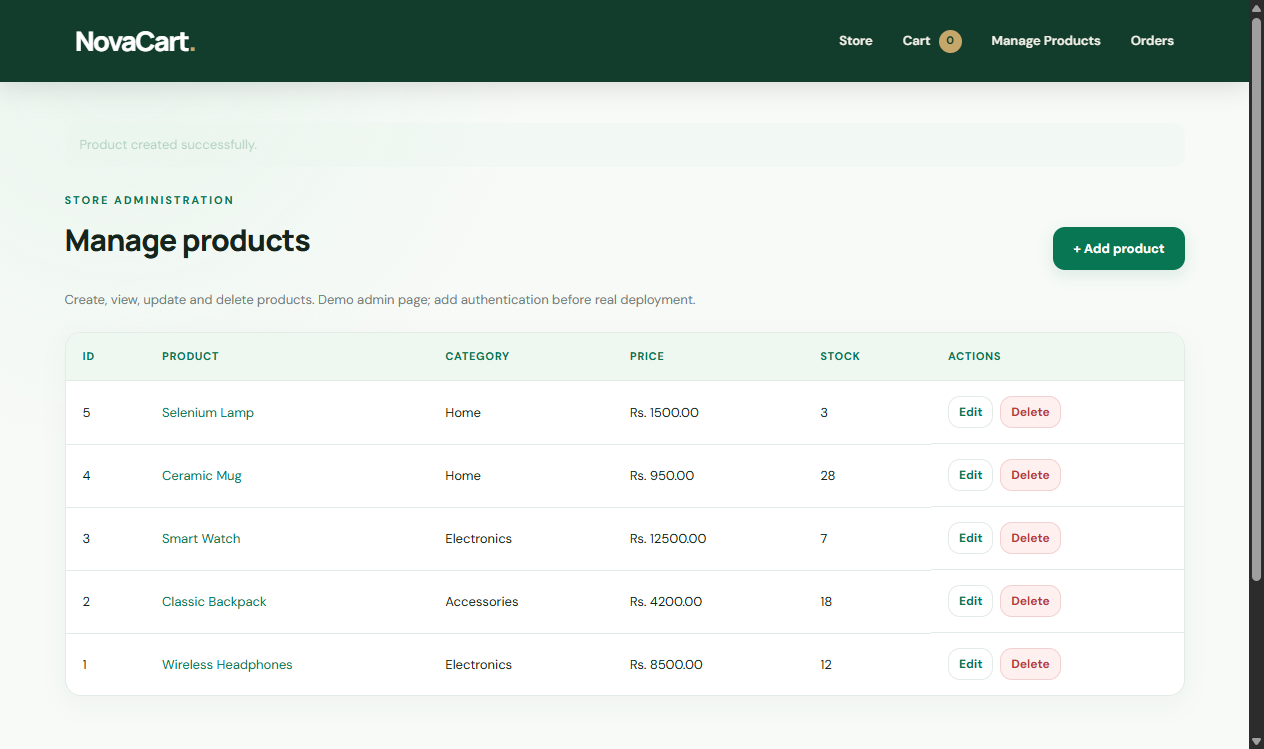 NovaCart.
Store Cart 0 Manage Products Orders
Product created successfully.
STORE ADMINISTRATION
Manage products
+ Add product
Create, view, update and delete products. Demo admin page; add authentication before real deployment.
ID PRODUCT CATEGORY PRICE STOCK ACTIONS
5 Selenium Lamp Home Rs. 1500.00 3 Edit Delete
4 Ceramic Mug Home Rs. 950.00 28 Edit Delete
3 Smart Watch Electronics Rs. 12500.00 7 Edit Delete
2 Classic Backpack Accessories Rs. 4200.00 18 Edit Delete
1 Wireless Headphones Electronics Rs. 8500.00 12 Edit Delete